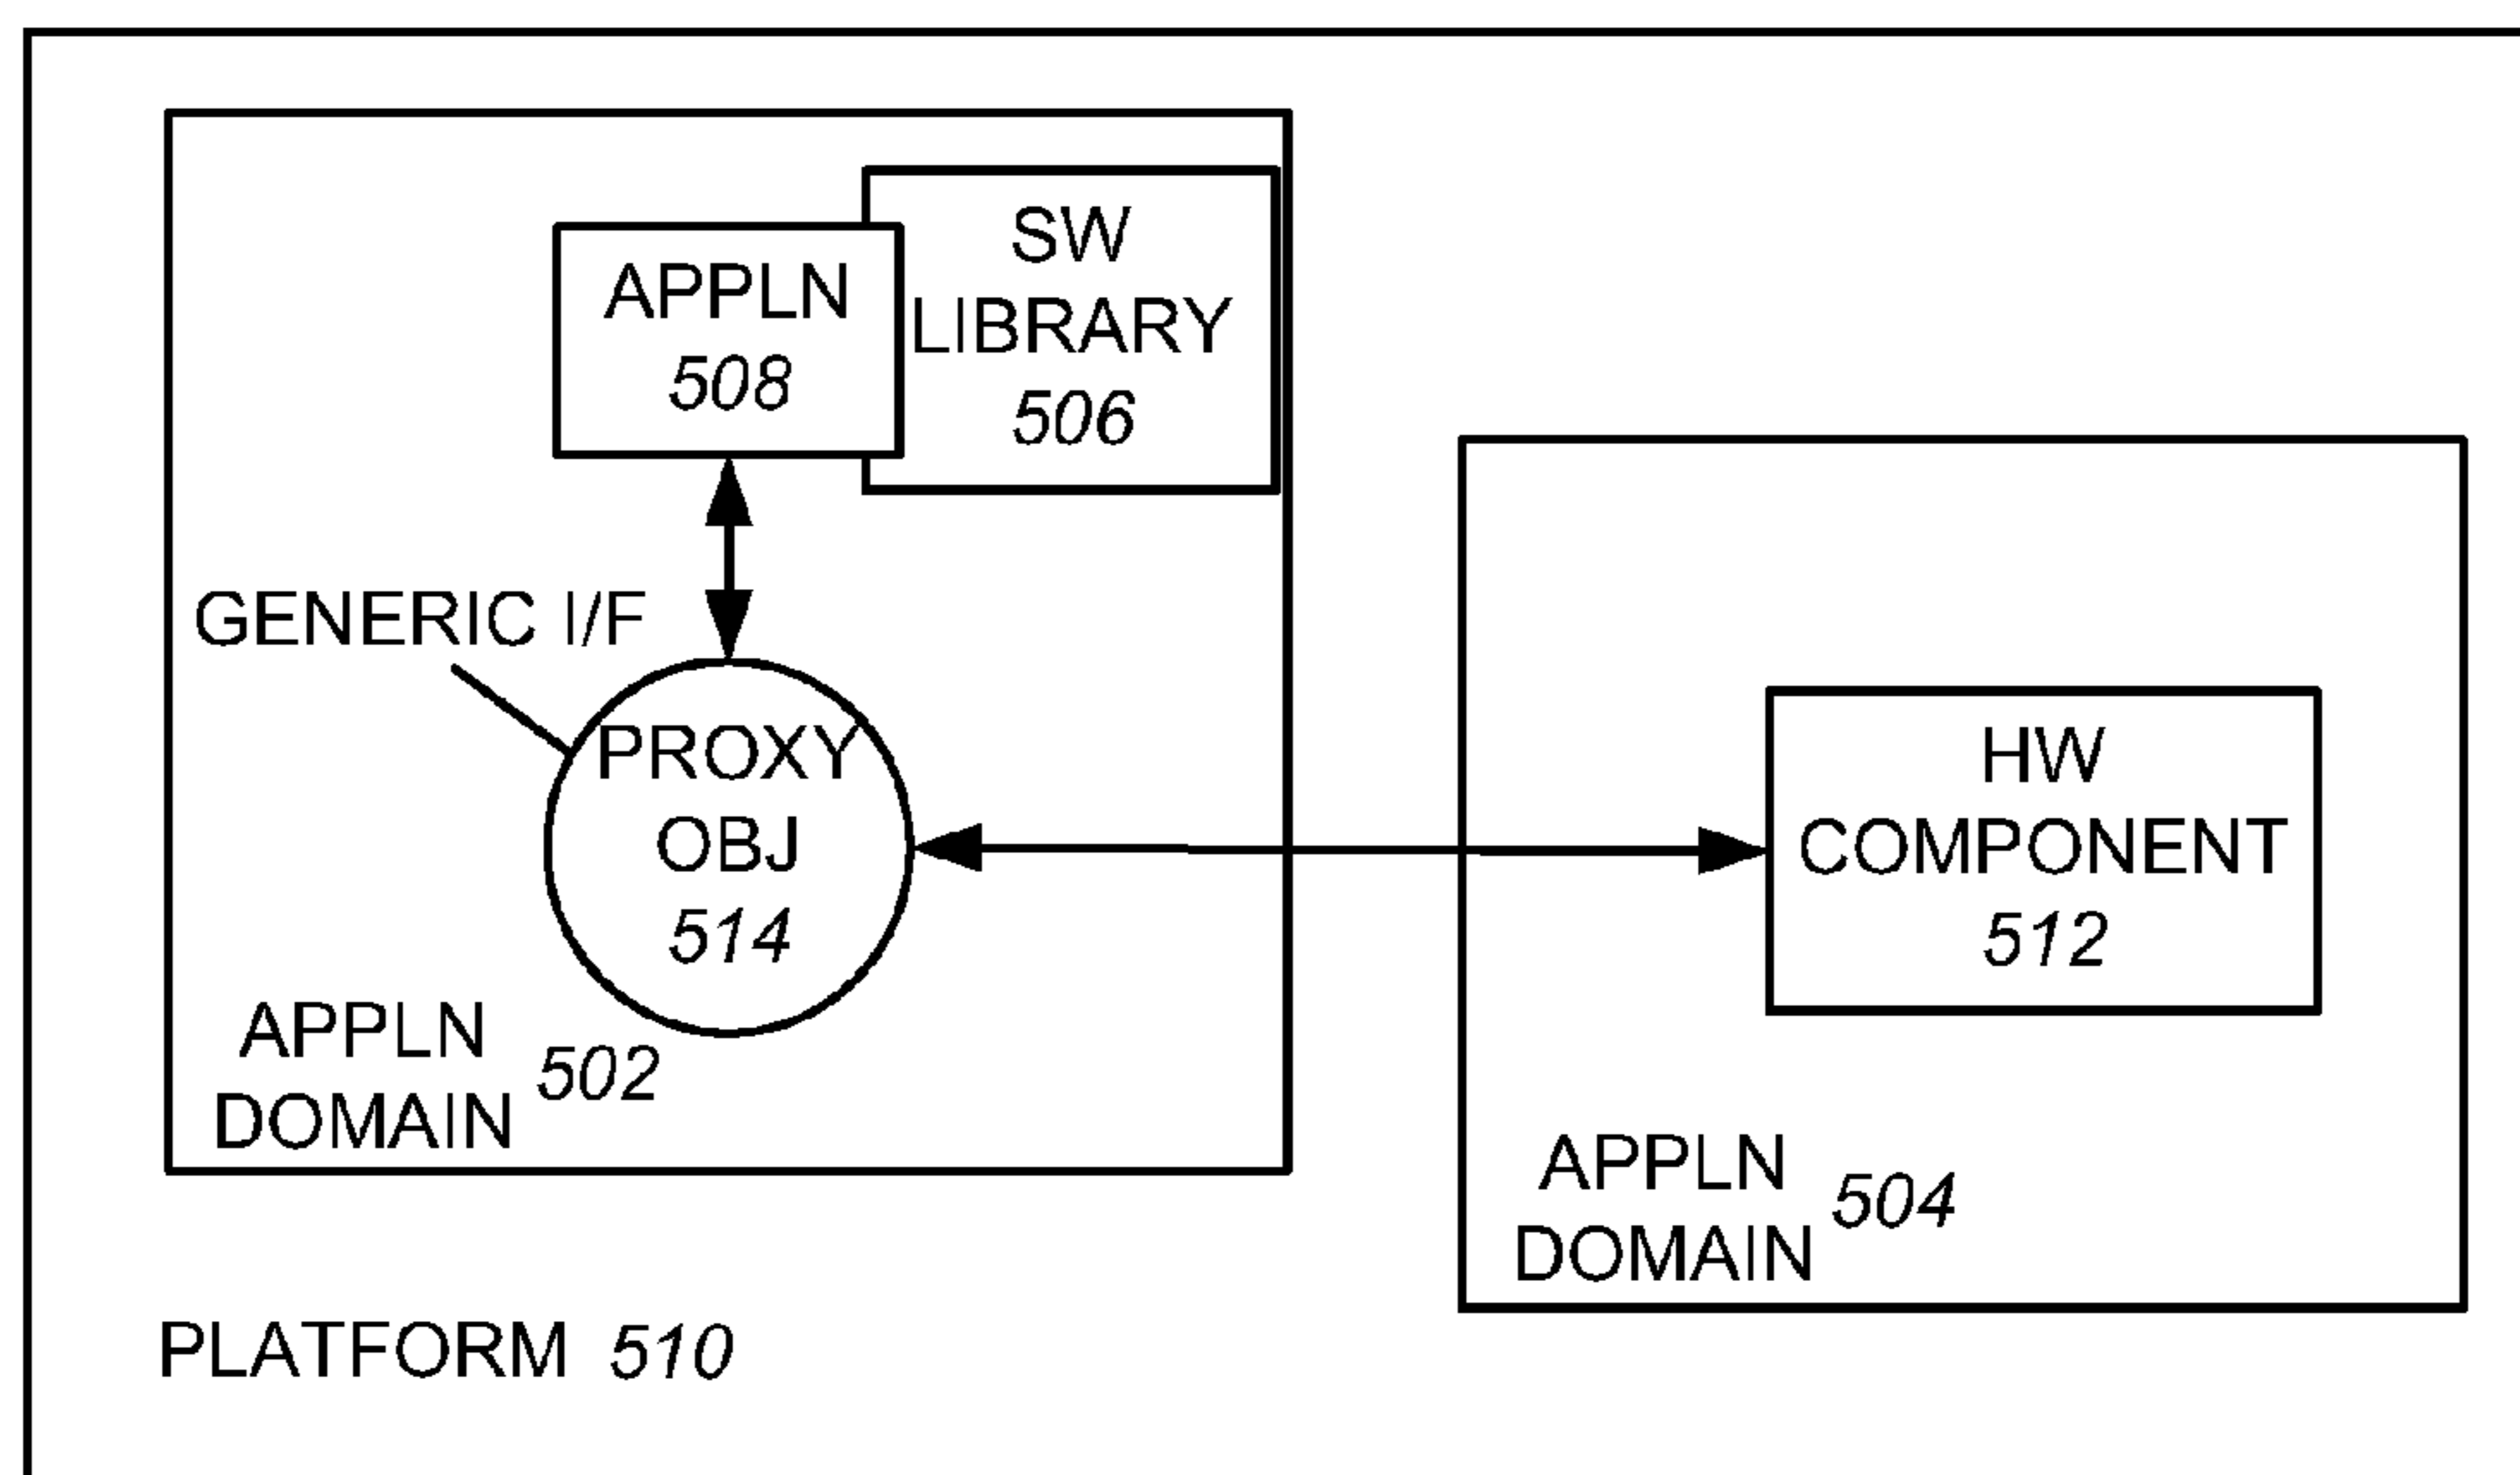 SW
LIBRARY
506
APPLN
508
GENERIC I/F
PROXY
OBJ
514
HW
COMPONENT
512
APPLN
DOMAIN
502
APPLN
DOMAIN
504
PLATFORM 510